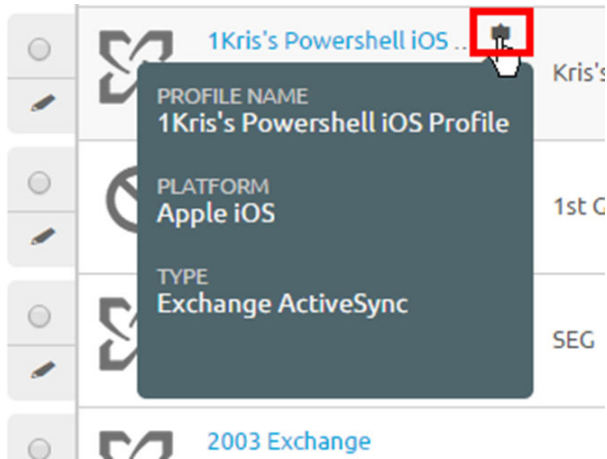 1Kris's Powershell iOS ...
Kris's
PROFILE NAME
1Kris's Powershell iOS Profile
PLATFORM
Apple iOS
1st G
TYPE
Exchange ActiveSync
SEG
2003 Exchange